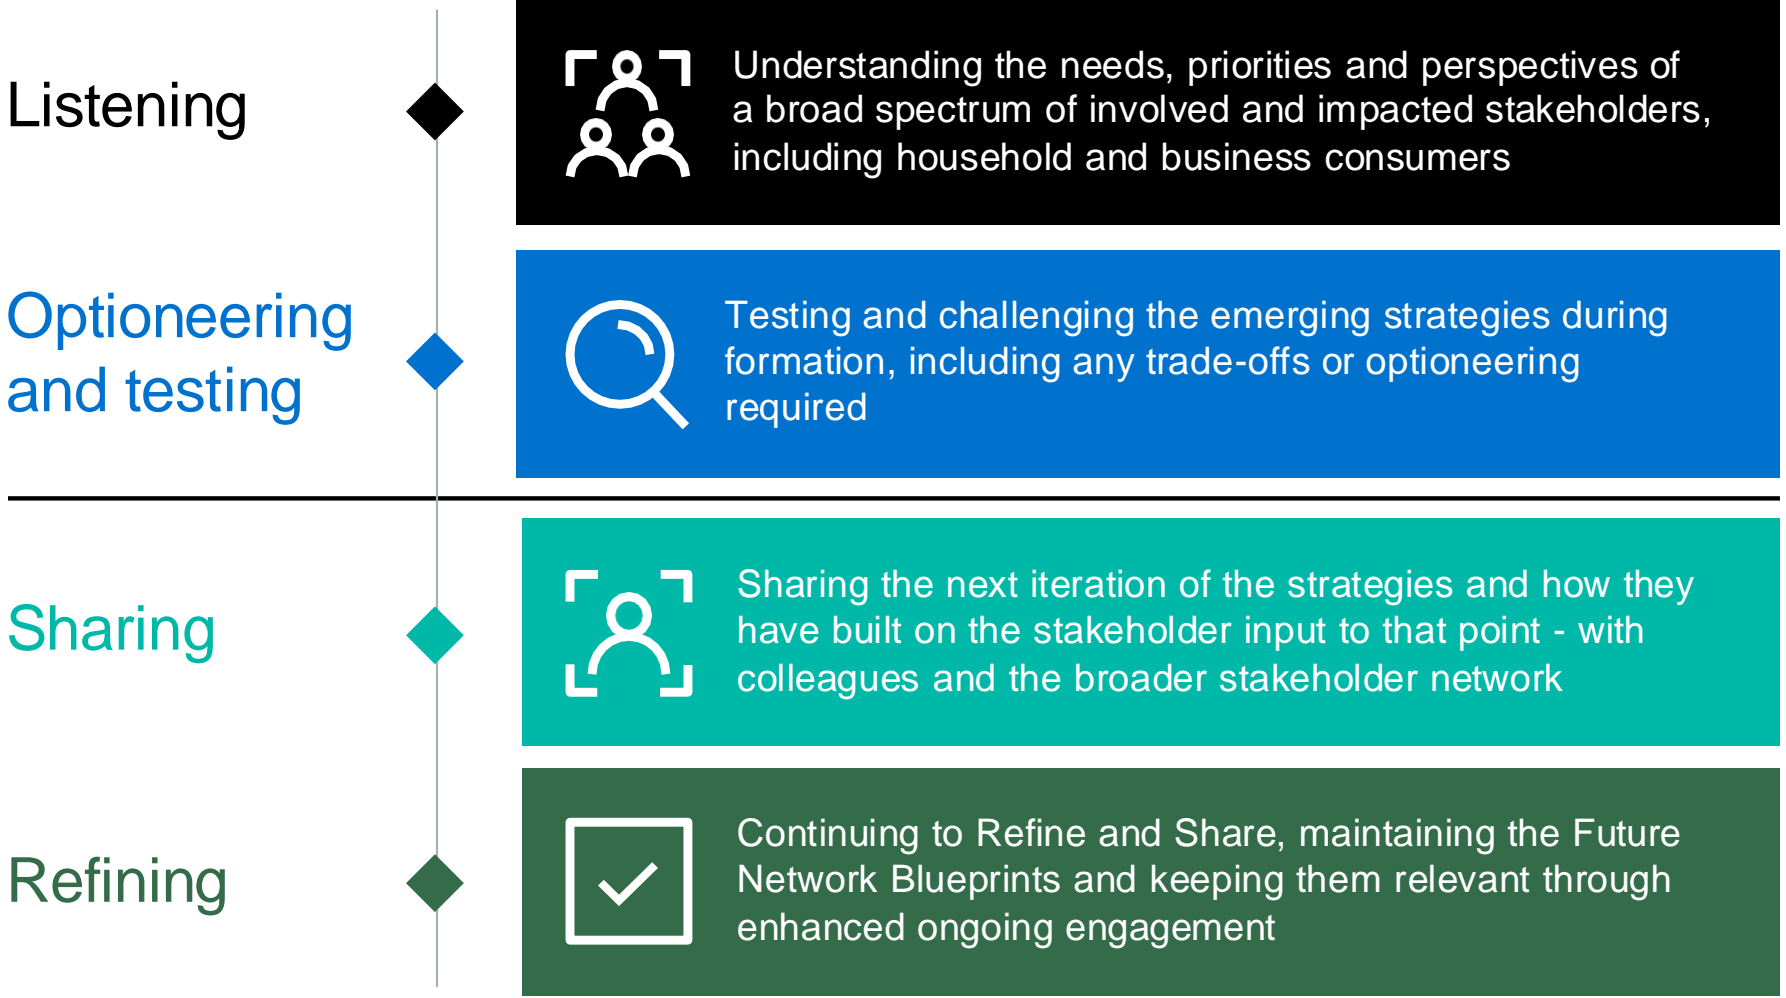 Listening
Understanding the needs, priorities and perspectives of
a broad spectrum of involved and impacted stakeholders,
including household and business consumers
Optioneering
and testing
Testing and challenging the emerging strategies during
formation, including any trade-offs or optioneering
required
Sharing
Sharing the next iteration of the strategies and how they
have built on the stakeholder input to that point - with
colleagues and the broader stakeholder network
Refining
Continuing to Refine and Share, maintaining the Future
Network Blueprints and keeping them relevant through
enhanced ongoing engagement